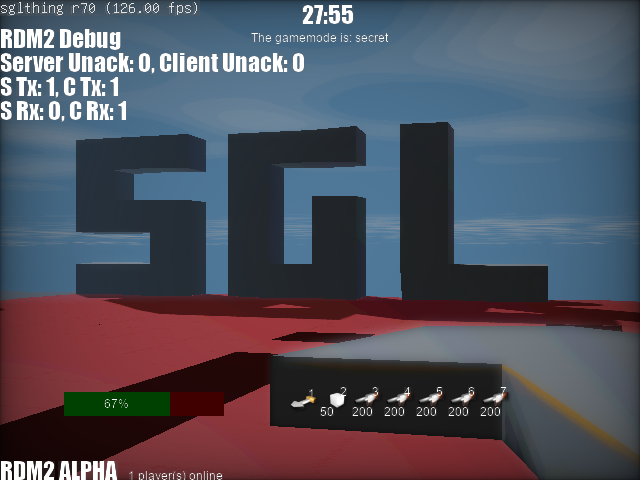 sglthing r70 (126.00 fps)
27:55
The gamemode is: secret
RDM2 Debug
Server Unack: 0, Client Unack: 0
S Tx: 1, C Tx: 1
S Rx: 0, C Rx: 1
SGL
67%
1 2 3 4 5 6 7
50 200 200 200 200 200
RDM2 ALPHA 1 player(s) online